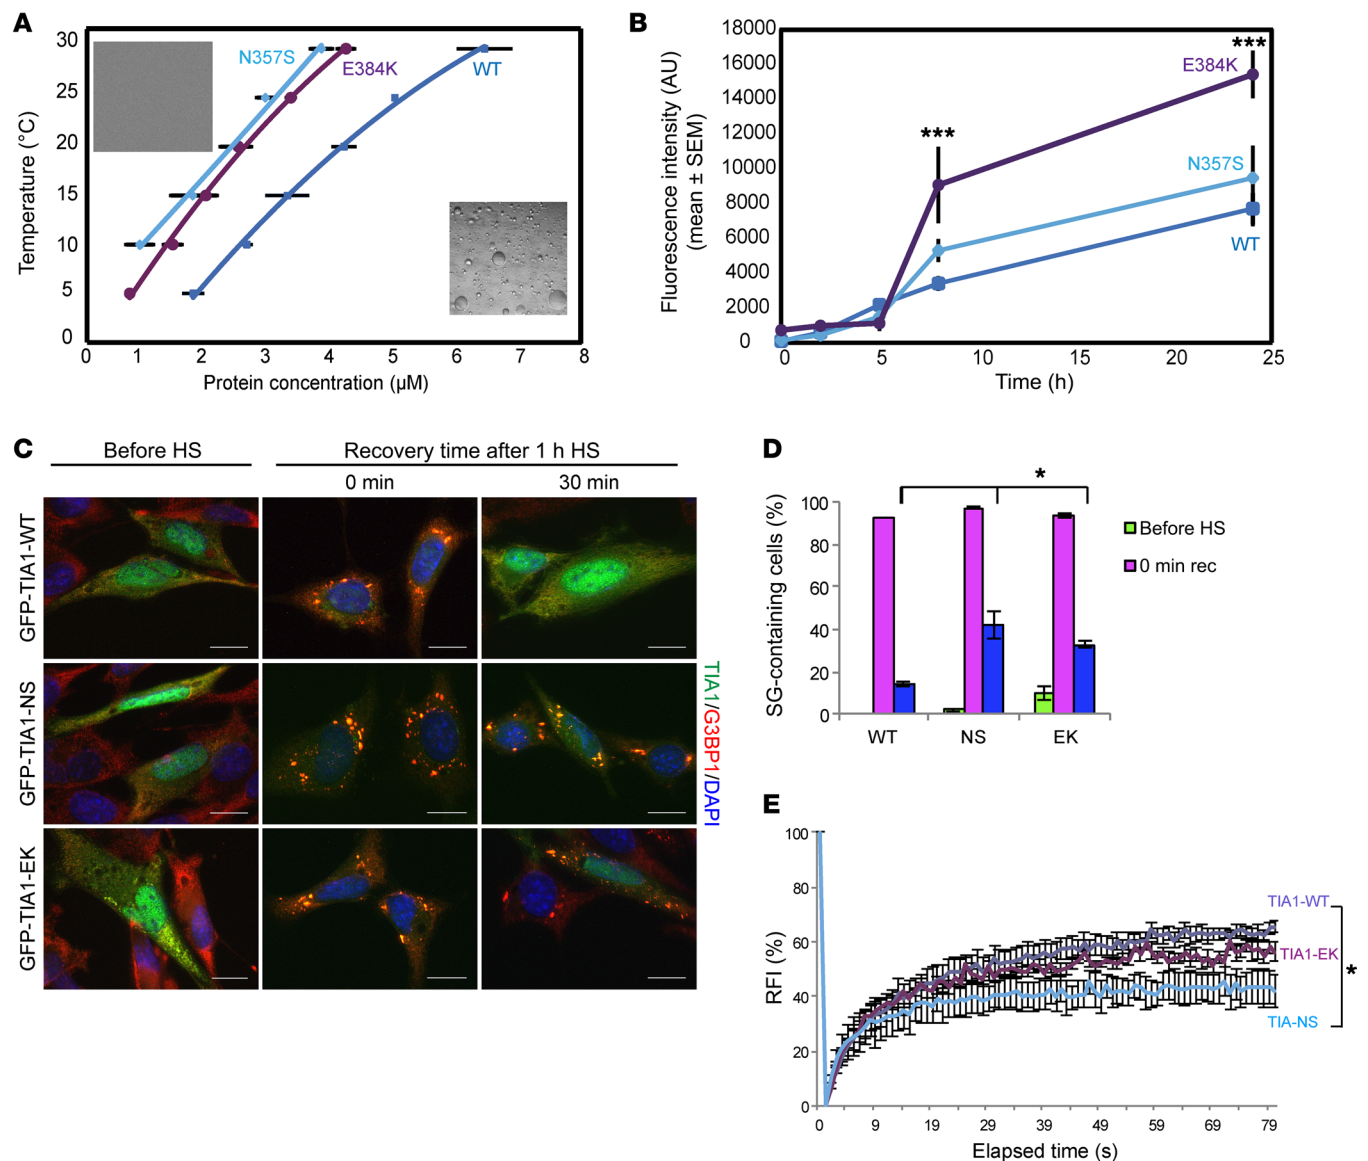 A
30
25
20
15
10
5
0
Temperature (°C)
N357S
E384K
WT
0
1
2
3
4
5
6
7
8
Protein concentration (µM)
B
18000
16000
14000
12000
10000
8000
6000
4000
2000
0
Fluorescence intensity (AU)
(mean ± SEM)
***
***
E384K
N357S
WT
0
5
10
15
20
25
Time (h)
C
Before HS
Recovery time after 1 h HS
0 min
30 min
GFP-TIA1-WT
GFP-TIA1-NS
GFP-TIA1-EK
TIA1/G3BP1/DAPI
D
SG-containing cells (%)
100
80
60
40
20
0
*
WT
NS
EK
Before HS
0 min rec
E
RFI (%)
100
80
60
40
20
0
TIA1-WT
TIA1-EK
TIA-NS
*
0
9
19
29
39
49
59
69
79
Elapsed time (s)